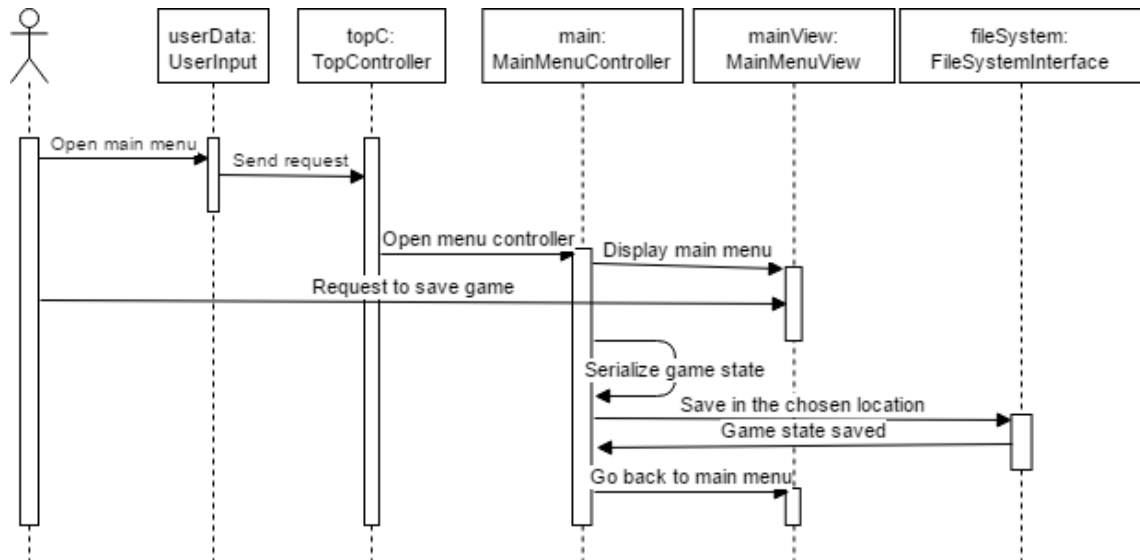 userData:
UserInput
topC:
TopController
main:
MainMenuController
mainView:
MainMenuView
fileSystem:
FileSystemInterface
Open main menu
Send request
Open menu controller
Display main menu
Request to save game
Serialize game state
Save in the chosen location
Game state saved
Go back to main menu